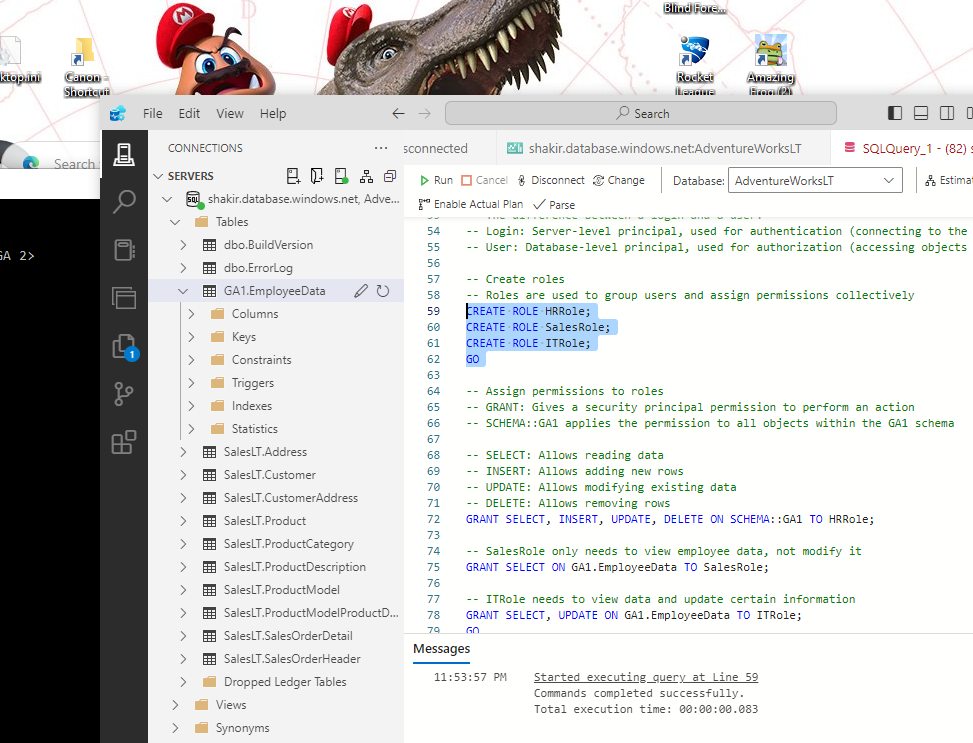 Blind Fore...
ktop.ini
Canon -
Shortcut
Rocket
League
Amazing
Frog (2)
File Edit View Help
Search
Search
CONNECTIONS
sconnected
shakir.database.windows.net:AdventureWorksLT
SQLQuery_1 - (82) s
SERVERS
Run Cancel Disconnect Change Database: AdventureWorksLT Estimat
Enable Actual Plan Parse
SQL shakir.database.windows.net, Adve...
Tables
dbo.BuildVersion
dbo.ErrorLog
GA1.EmployeeData
Columns
Keys
Constraints
Triggers
Indexes
Statistics
SalesLT.Address
SalesLT.Customer
SalesLT.CustomerAddress
SalesLT.Product
SalesLT.ProductCategory
SalesLT.ProductDescription
SalesLT.ProductModel
SalesLT.ProductModelProductD...
SalesLT.SalesOrderDetail
SalesLT.SalesOrderHeader
Dropped Ledger Tables
Views
Synonyms
GA 2>
1
53 -- The difference between a login and a user:
54 -- Login: Server-level principal, used for authentication (connecting to the
55 -- User: Database-level principal, used for authorization (accessing objects
56
57 -- Create roles
58 -- Roles are used to group users and assign permissions collectively
59 CREATE ROLE HRRole;
60 CREATE ROLE SalesRole;
61 CREATE ROLE ITRole;
62 GO
63
64 -- Assign permissions to roles
65 -- GRANT: Gives a security principal permission to perform an action
66 -- SCHEMA::GA1 applies the permission to all objects within the GA1 schema
67
68 -- SELECT: Allows reading data
69 -- INSERT: Allows adding new rows
70 -- UPDATE: Allows modifying existing data
71 -- DELETE: Allows removing rows
72 GRANT SELECT, INSERT, UPDATE, DELETE ON SCHEMA::GA1 TO HRRole;
73
74 -- SalesRole only needs to view employee data, not modify it
75 GRANT SELECT ON GA1.EmployeeData TO SalesRole;
76
77 -- ITRole needs to view data and update certain information
78 GRANT SELECT, UPDATE ON GA1.EmployeeData TO ITRole;
79 GO
Messages
11:53:57 PM Started executing query at Line 59
Commands completed successfully.
Total execution time: 00:00:00.083